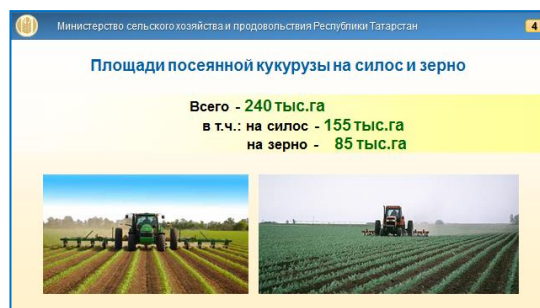 Министерство сельского хозяйства и продовольствия Республики Татарстан
4
Площади посеянной кукурузы на силос и зерно
Всего - 240 тыс.га
в т.ч.: на силос - 155 тыс.га
на зерно - 85 тыс.га